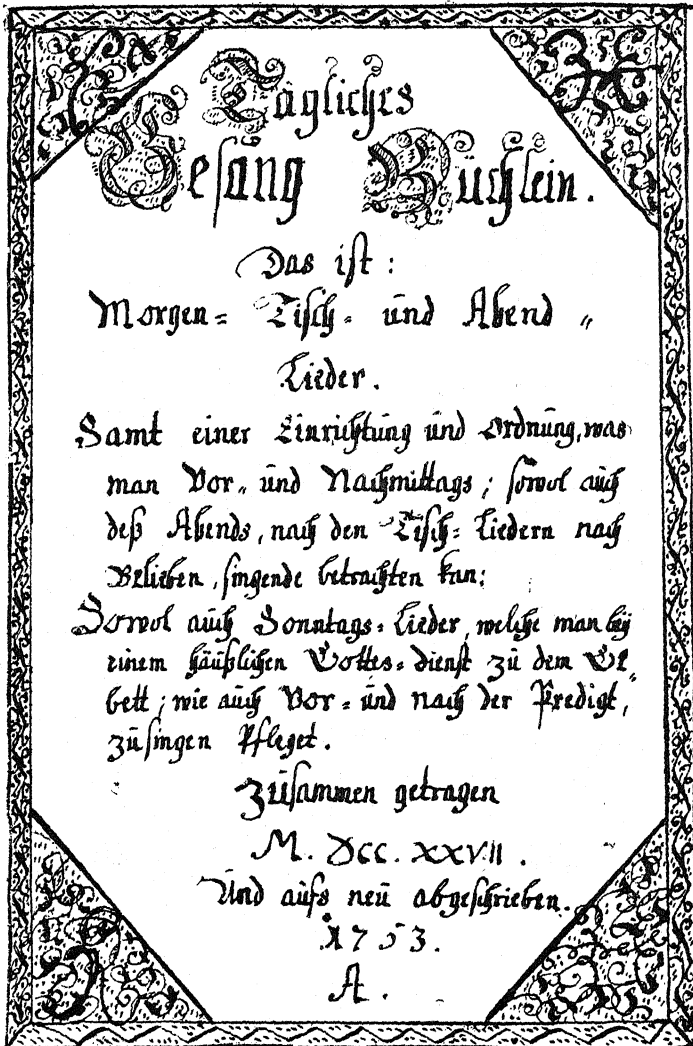 Tägliches
Gesang Büchlein.
Das ist:
Morgen= Tisch= und Abend=
Lieder.
Samt einer Einrichtung und Ordnung, was
man Vor= und Nachmittags; sowol auch
deß Abends, nach den Tisch= Liedern nach
Belieben, singende betrachten kan;
Sowol auch Sonntags= Lieder, welche man bey
einem häußlichen Gottes= dienst zu dem Ge=
bett; wie auch Vor= und nach der Predigt,
zusingen Pfleget.
Zusammen getragen
M. DCC. XXVII.
Und aufs neu abgeschrieben.
1753.
A.